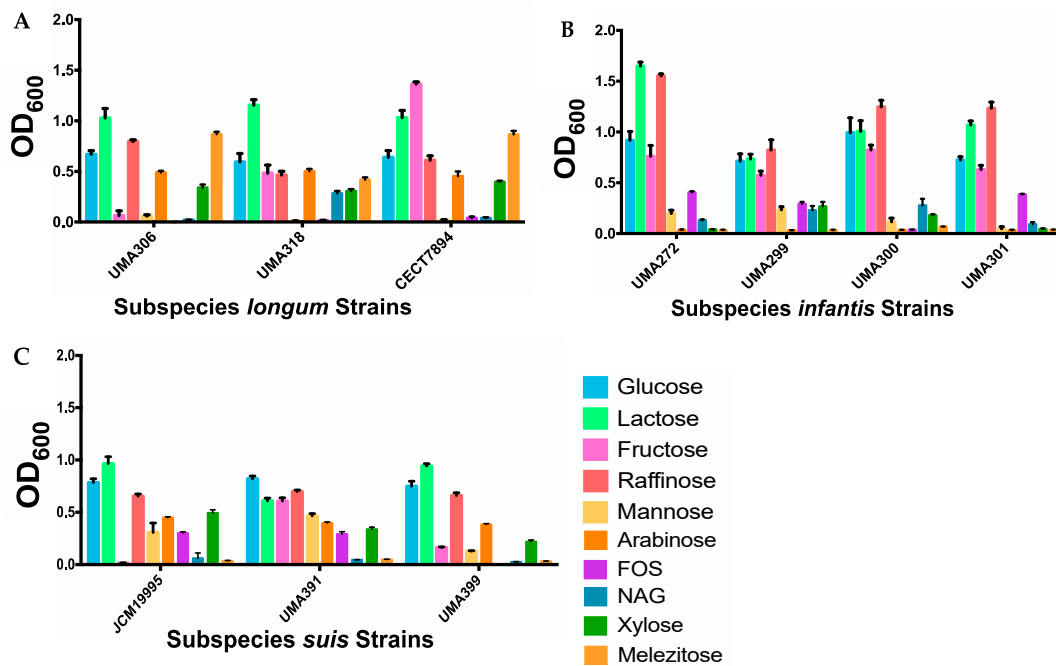 A
2.0
1.5
1.0
0.5
0.0
OD600
UMA306
UMA318
CECT7894
Subspecies longum Strains
B
2.0
1.5
1.0
0.5
0.0
OD600
UMA272
UMA299
UMA300
UMA301
Subspecies infantis Strains
C
2.0
1.5
1.0
0.5
0.0
OD600
JCM19995
UMA391
UMA399
Subspecies suis Strains
Glucose
Lactose
Fructose
Raffinose
Mannose
Arabinose
FOS
NAG
Xylose
Melezitose